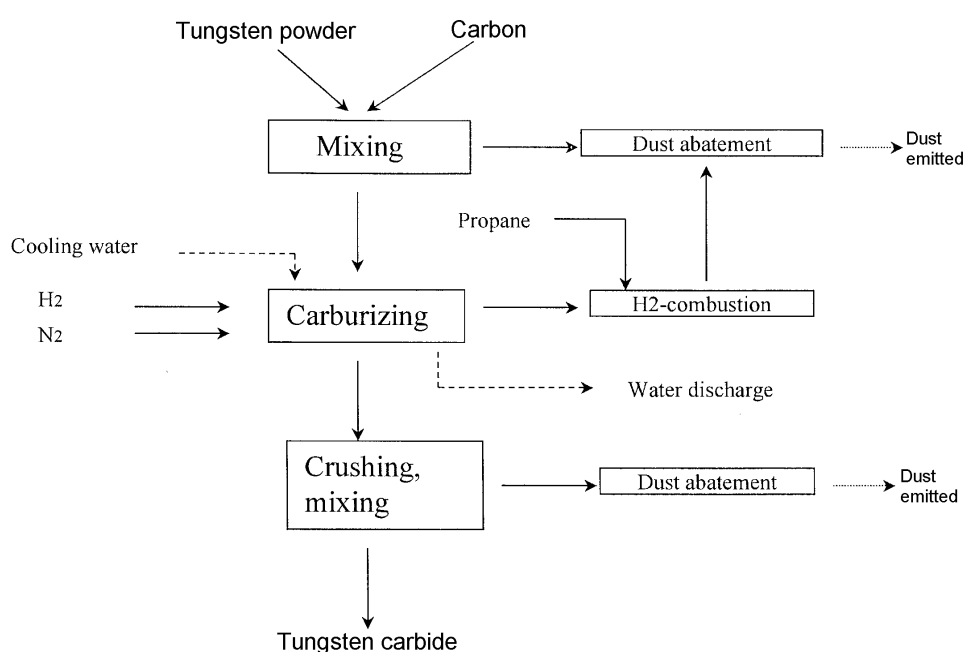 Tungsten powder
Carbon
Mixing
Dust abatement
Dust
emitted
Propane
Cooling water
H2
N2
Carburizing
H2-combustion
Water discharge
Crushing,
mixing
Dust abatement
Dust
emitted
Tungsten carbide